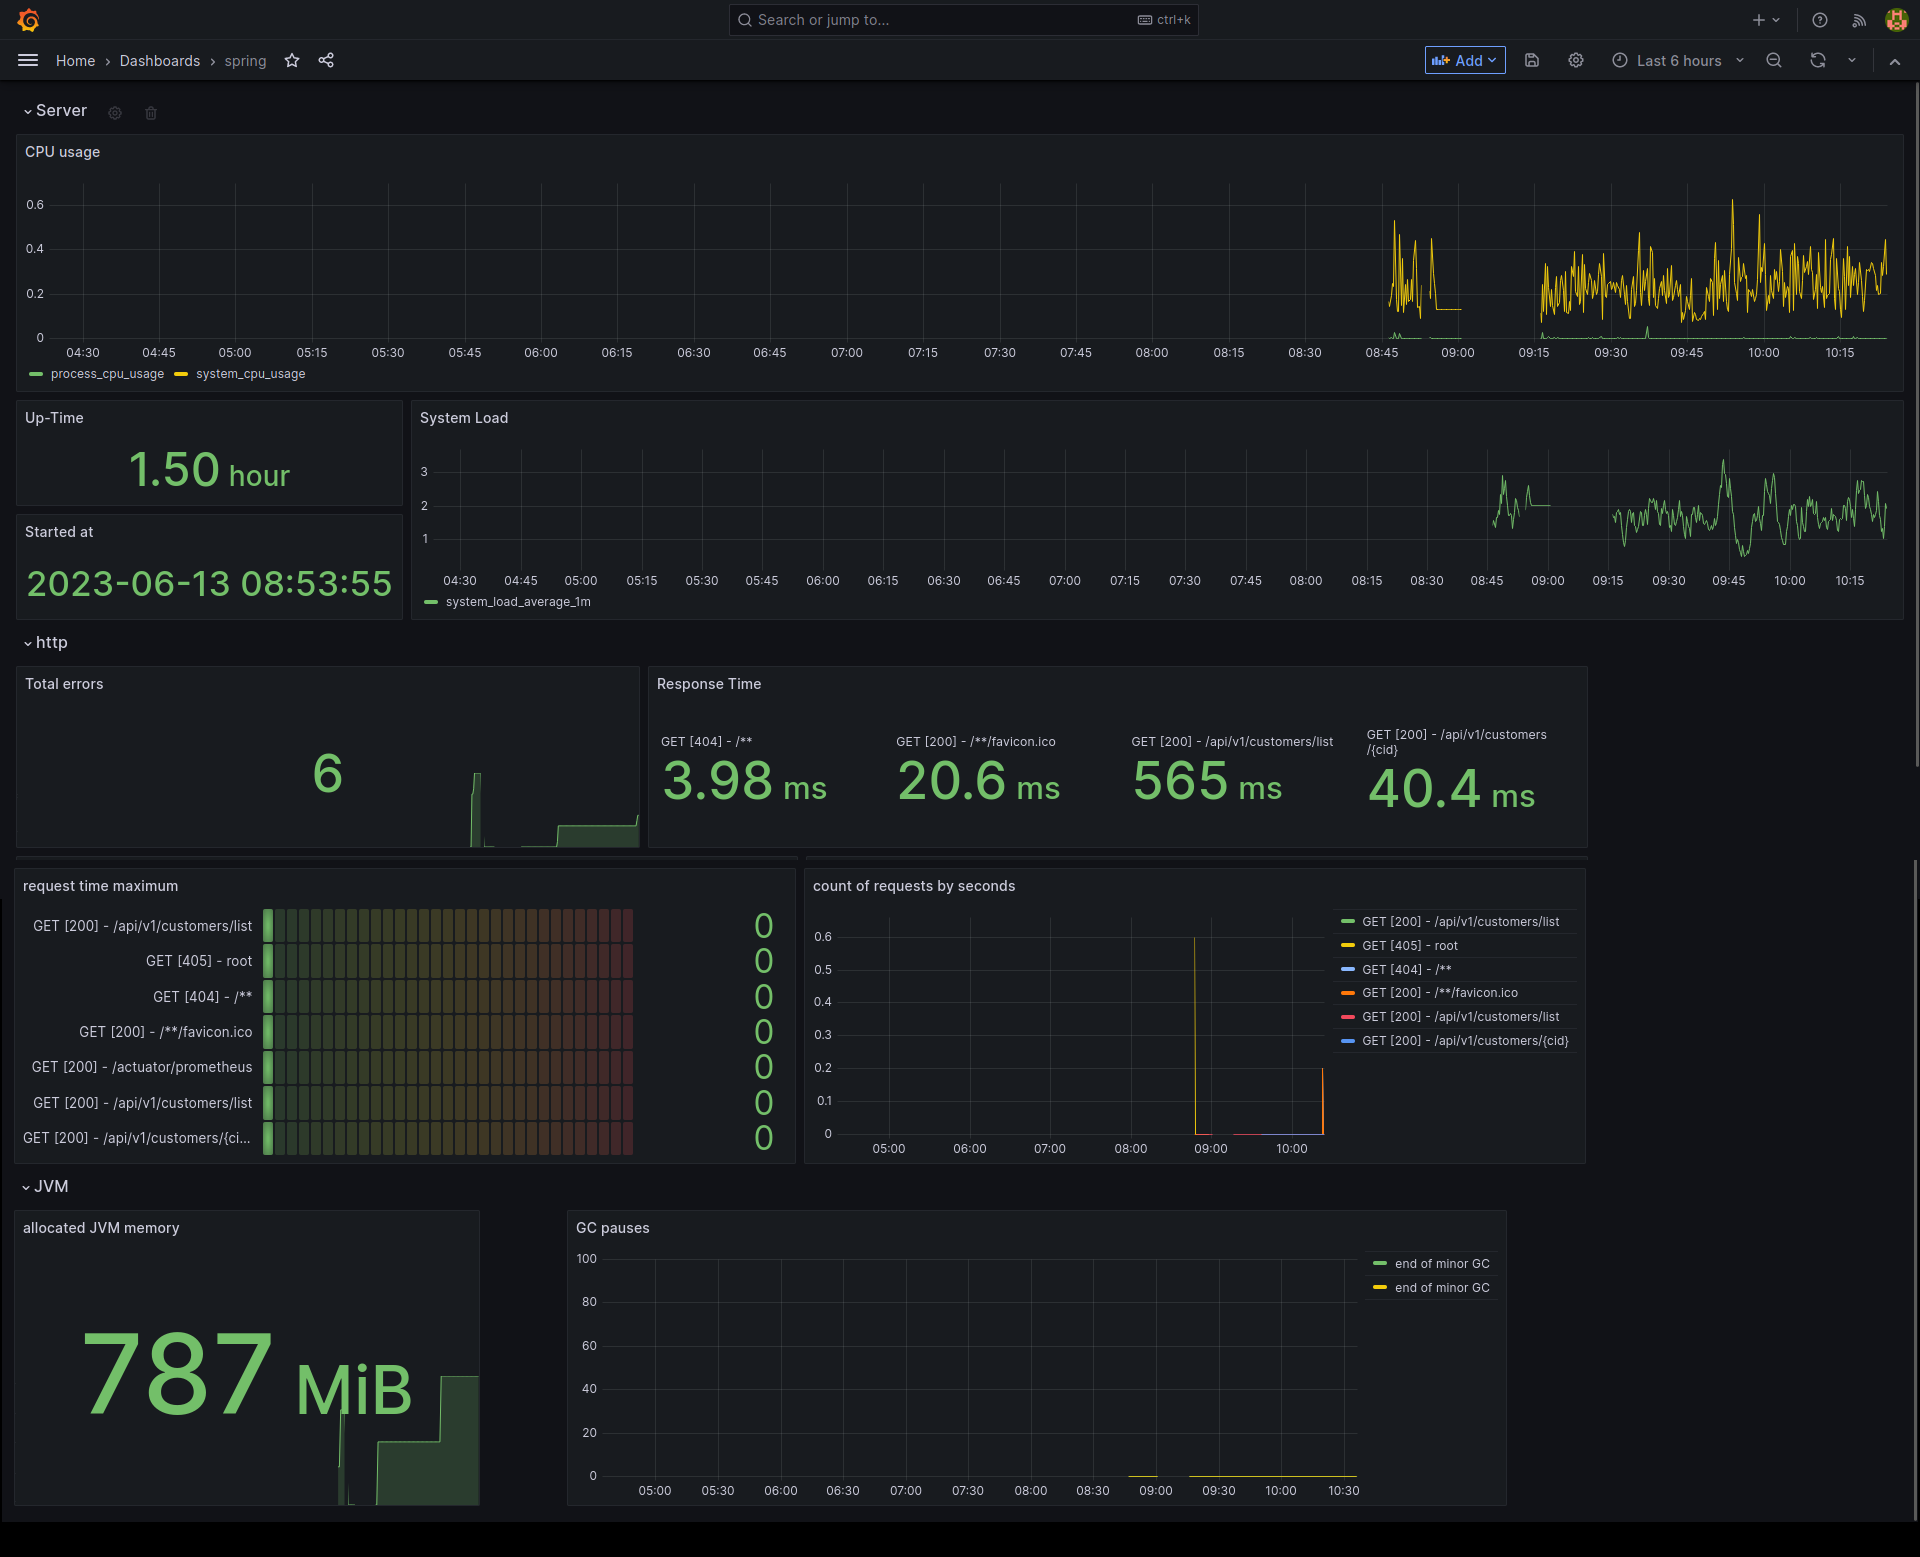 Search or jump to...
ctrl+k
Home › Dashboards › spring
Add
Last 6 hours
Server
CPU usage
0.6
0.4
0.2
0
04:30 04:45 05:00 05:15 05:30 05:45 06:00 06:15 06:30 06:45 07:00 07:15 07:30 07:45 08:00 08:15 08:30 08:45 09:00 09:15 09:30 09:45 10:00 10:15
process_cpu_usage system_cpu_usage
Up-Time
1.50 hour
Started at
2023-06-13 08:53:55
System Load
3
2
1
04:30 04:45 05:00 05:15 05:30 05:45 06:00 06:15 06:30 06:45 07:00 07:15 07:30 07:45 08:00 08:15 08:30 08:45 09:00 09:15 09:30 09:45 10:00 10:15
system_load_average_1m
http
Total errors
6
Response Time
GET [404] - /**
3.98 ms
GET [200] - /**/favicon.ico
20.6 ms
GET [200] - /api/v1/customers/list
565 ms
GET [200] - /api/v1/customers
/{cid}
40.4 ms
request time maximum
GET [200] - /api/v1/customers/list 0
GET [405] - root 0
GET [404] - /** 0
GET [200] - /**/favicon.ico 0
GET [200] - /actuator/prometheus 0
GET [200] - /api/v1/customers/list 0
GET [200] - /api/v1/customers/{ci... 0
count of requests by seconds
0.6
0.5
0.4
0.3
0.2
0.1
0
05:00 06:00 07:00 08:00 09:00 10:00
GET [200] - /api/v1/customers/list
GET [405] - root
GET [404] - /**
GET [200] - /**/favicon.ico
GET [200] - /api/v1/customers/list
GET [200] - /api/v1/customers/{cid}
JVM
allocated JVM memory
787 MiB
GC pauses
100
80
60
40
20
0
05:00 05:30 06:00 06:30 07:00 07:30 08:00 08:30 09:00 09:30 10:00 10:30
end of minor GC
end of minor GC